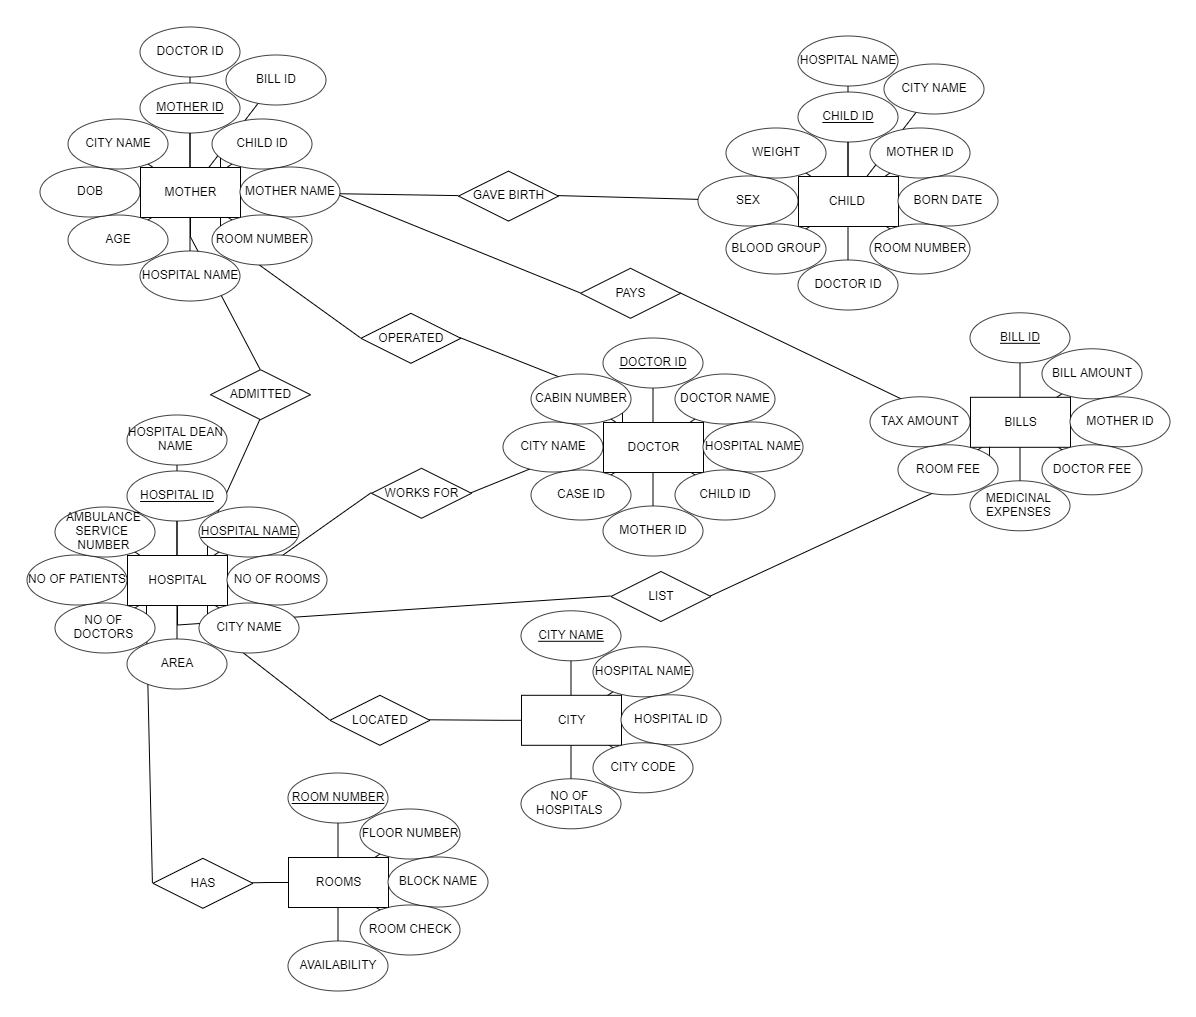 DOCTOR ID
BILL ID
MOTHER ID
CITY NAME
CHILD ID
DOB
MOTHER
MOTHER NAME
AGE
ROOM NUMBER
HOSPITAL NAME
GAVE BIRTH
HOSPITAL NAME
CITY NAME
CHILD ID
WEIGHT
MOTHER ID
SEX
CHILD
BORN DATE
BLOOD GROUP
ROOM NUMBER
DOCTOR ID
PAYS
OPERATED
ADMITTED
DOCTOR ID
CABIN NUMBER
DOCTOR NAME
CITY NAME
DOCTOR
HOSPITAL NAME
CASE ID
CHILD ID
MOTHER ID
BILL ID
BILL AMOUNT
TAX AMOUNT
BILLS
MOTHER ID
ROOM FEE
DOCTOR FEE
MEDICINAL
EXPENSES
WORKS FOR
HOSPITAL DEAN
NAME
HOSPITAL ID
AMBULANCE
SERVICE
NUMBER
HOSPITAL NAME
NO OF PATIENTS
HOSPITAL
NO OF ROOMS
NO OF
DOCTORS
CITY NAME
AREA
LIST
CITY NAME
HOSPITAL NAME
LOCATED
CITY
HOSPITAL ID
CITY CODE
NO OF
HOSPITALS
ROOM NUMBER
FLOOR NUMBER
HAS
ROOMS
BLOCK NAME
ROOM CHECK
AVAILABILITY